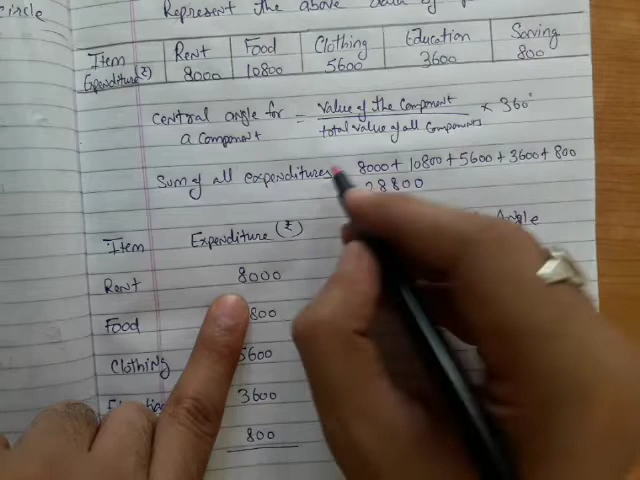 circle
Represent the above data
Item Rent Food Clothing Education Saving
Expenditure(₹) 8000 10800 5600 3600 800
Central angle for a Component = Value of the Component / total value of all Components × 360°
Sum of all expenditures 8000 + 10800 + 5600 + 3600 + 800
28800
Item Expenditure (₹) Angle
Rent 8000
Food 800
Clothing 5600
3600
800